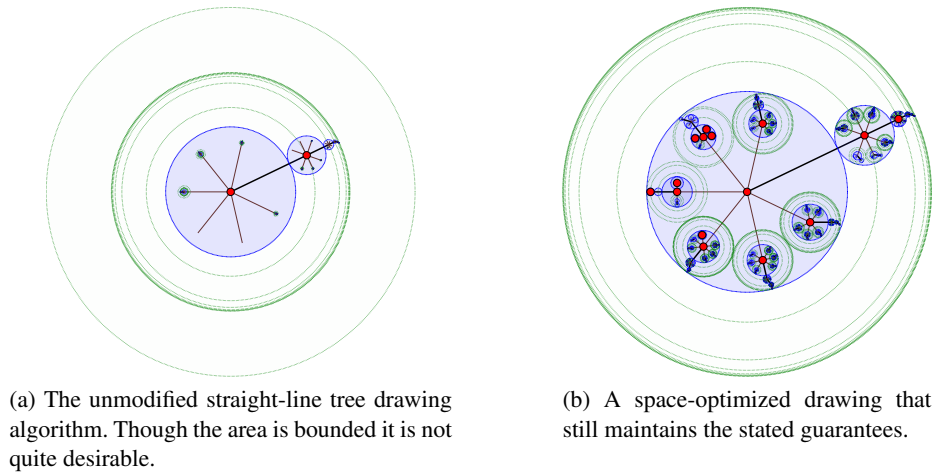 (a) The unmodified straight-line tree drawing
algorithm. Though the area is bounded it is not
quite desirable.
(b) A space-optimized drawing that
still maintains the stated guarantees.